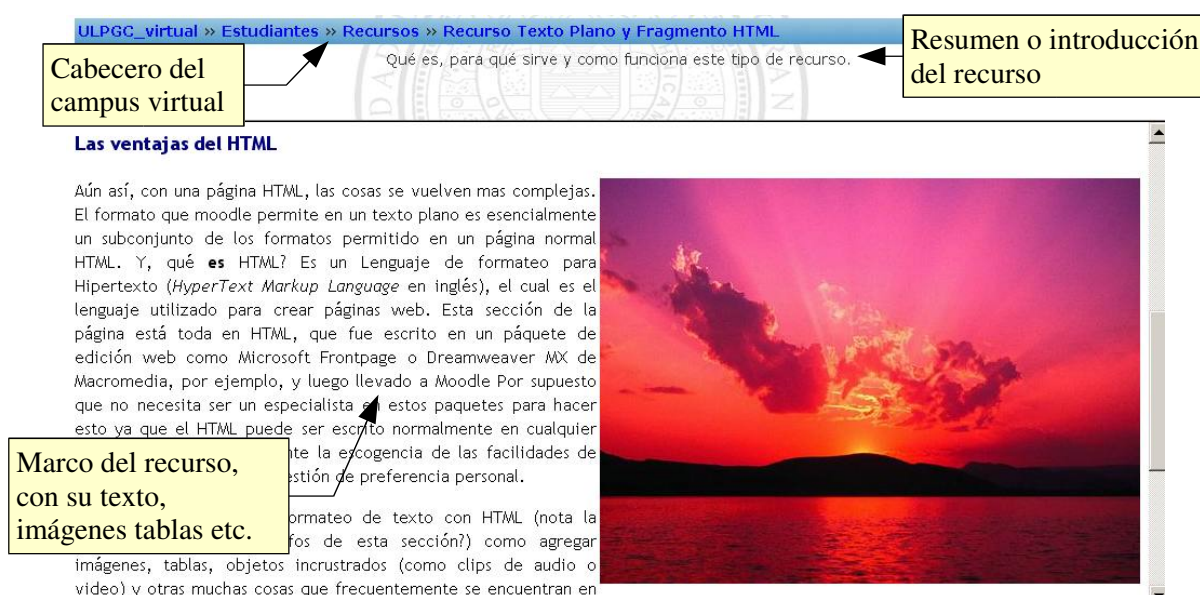 ULPGC_virtual » Estudiantes » Recursos » Recurso Texto Plano y Fragmento HTML
Resumen o introducción
del recurso
Qué es, para qué sirve y como funciona este tipo de recurso.
Cabecero del
campus virtual
Las ventajas del HTML
Aún así, con una página HTML, las cosas se vuelven mas complejas.
El formato que moodle permite en un texto plano es esencialmente
un subconjunto de los formatos permitido en un página normal
HTML. Y, qué es HTML? Es un Lenguaje de formateo para
Hipertexto (HyperText Markup Language en inglés), el cual es el
lenguaje utilizado para crear páginas web. Esta sección de la
página está toda en HTML, que fue escrito en un páquete de
edición web como Microsoft Frontpage o Dreamweaver MX de
Macromedia, por ejemplo, y luego llevado a Moodle Por supuesto
que no necesita ser un especialista en estos paquetes para hacer
esto ya que el HTML puede ser escrito normalmente en cualquier
la escogencia de las facilidades de
de preferencia personal.
Marco del recurso,
con su texto,
imágenes tablas etc.
de texto con HTML (nota la
de esta sección?) como agregar
imágenes, tablas, objetos incrustrados (como clips de audio o
video) y otras muchas cosas que frecuentemente se encuentran en